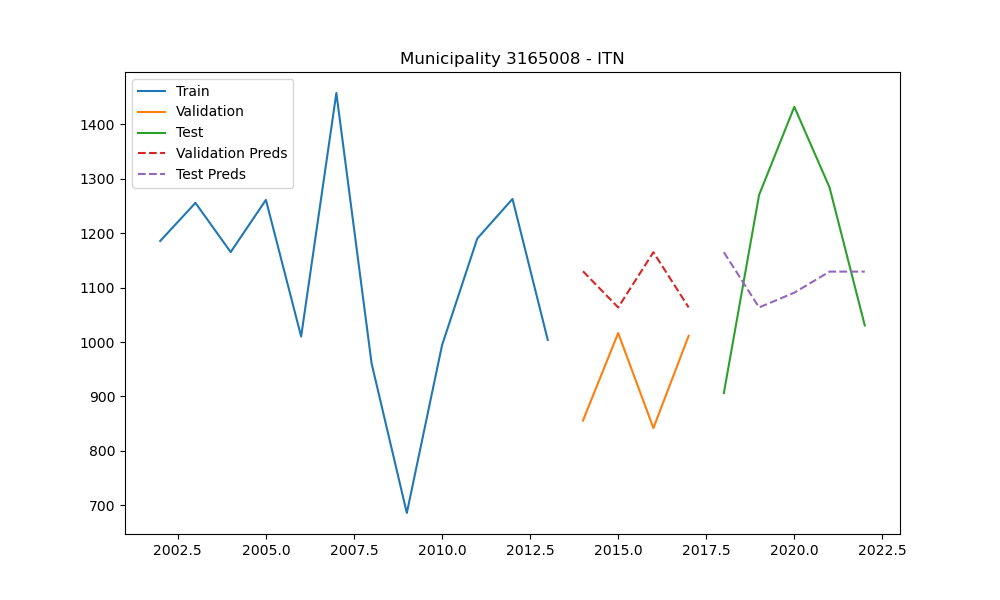 Municipality 3165008 - ITN
Train
Validation
Test
Validation Preds
Test Preds
1400
1300
1200
1100
1000
900
800
700
2002.5 2005.0 2007.5 2010.0 2012.5 2015.0 2017.5 2020.0 2022.5